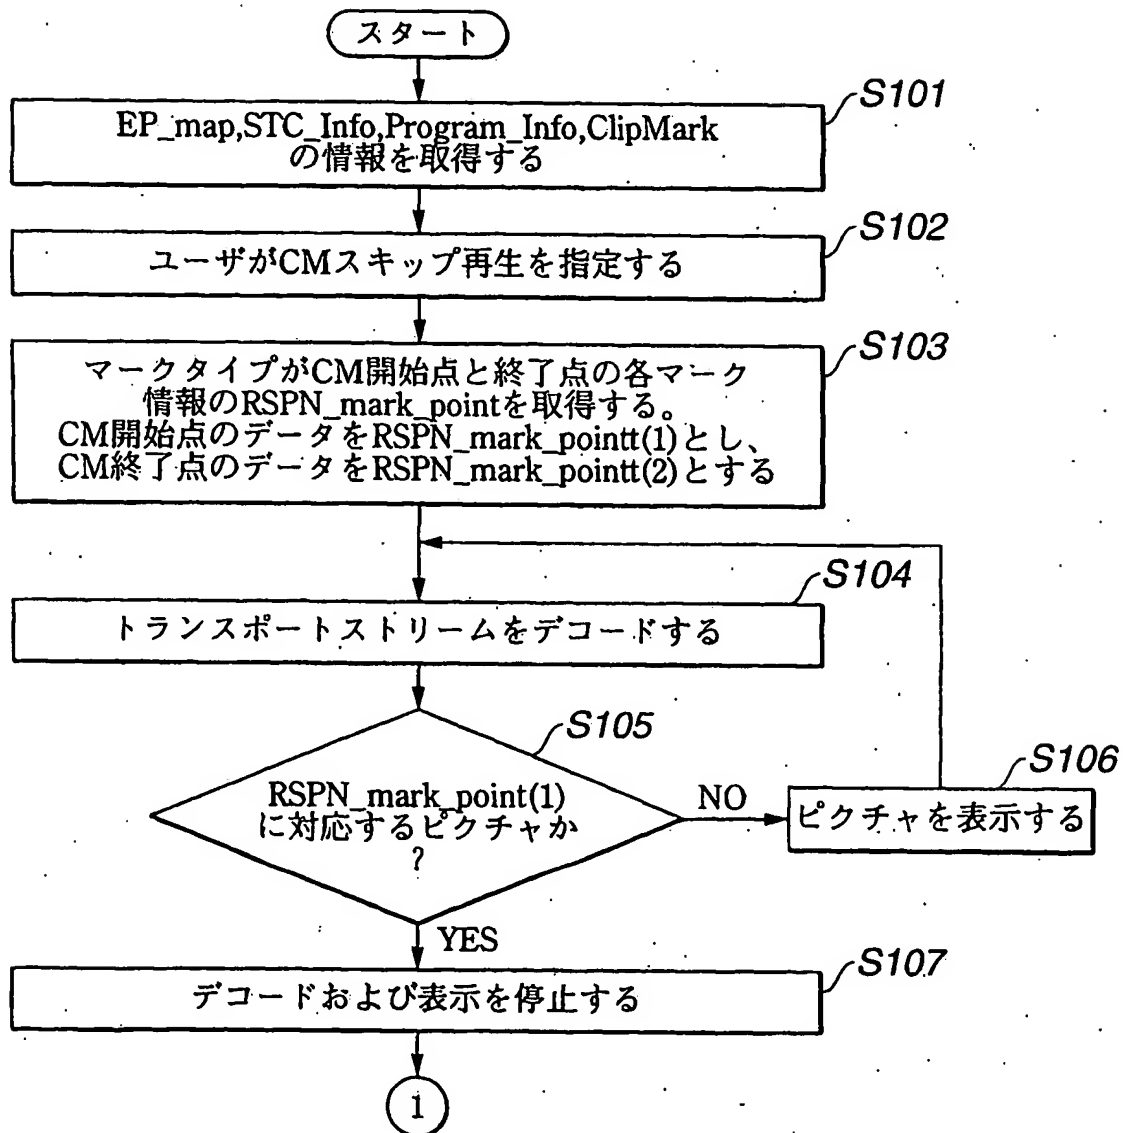 スタート
S101
EP_map,STC_Info,Program_Info,ClipMark
の情報を取得する
S102
ユーザがCMスキップ再生を指定する
S103
マークタイプがCM開始点と終了点の各マーク
情報のRSPN_mark_pointを取得する。
CM開始点のデータをRSPN_mark_pointt(1)とし、
CM終了点のデータをRSPN_mark_pointt(2)とする
S104
トランスポートストリームをデコードする
S105
RSPN_mark_point(1)
に対応するピクチャか
?
NO
S106
ピクチャを表示する
YES
S107
デコードおよび表示を停止する
1